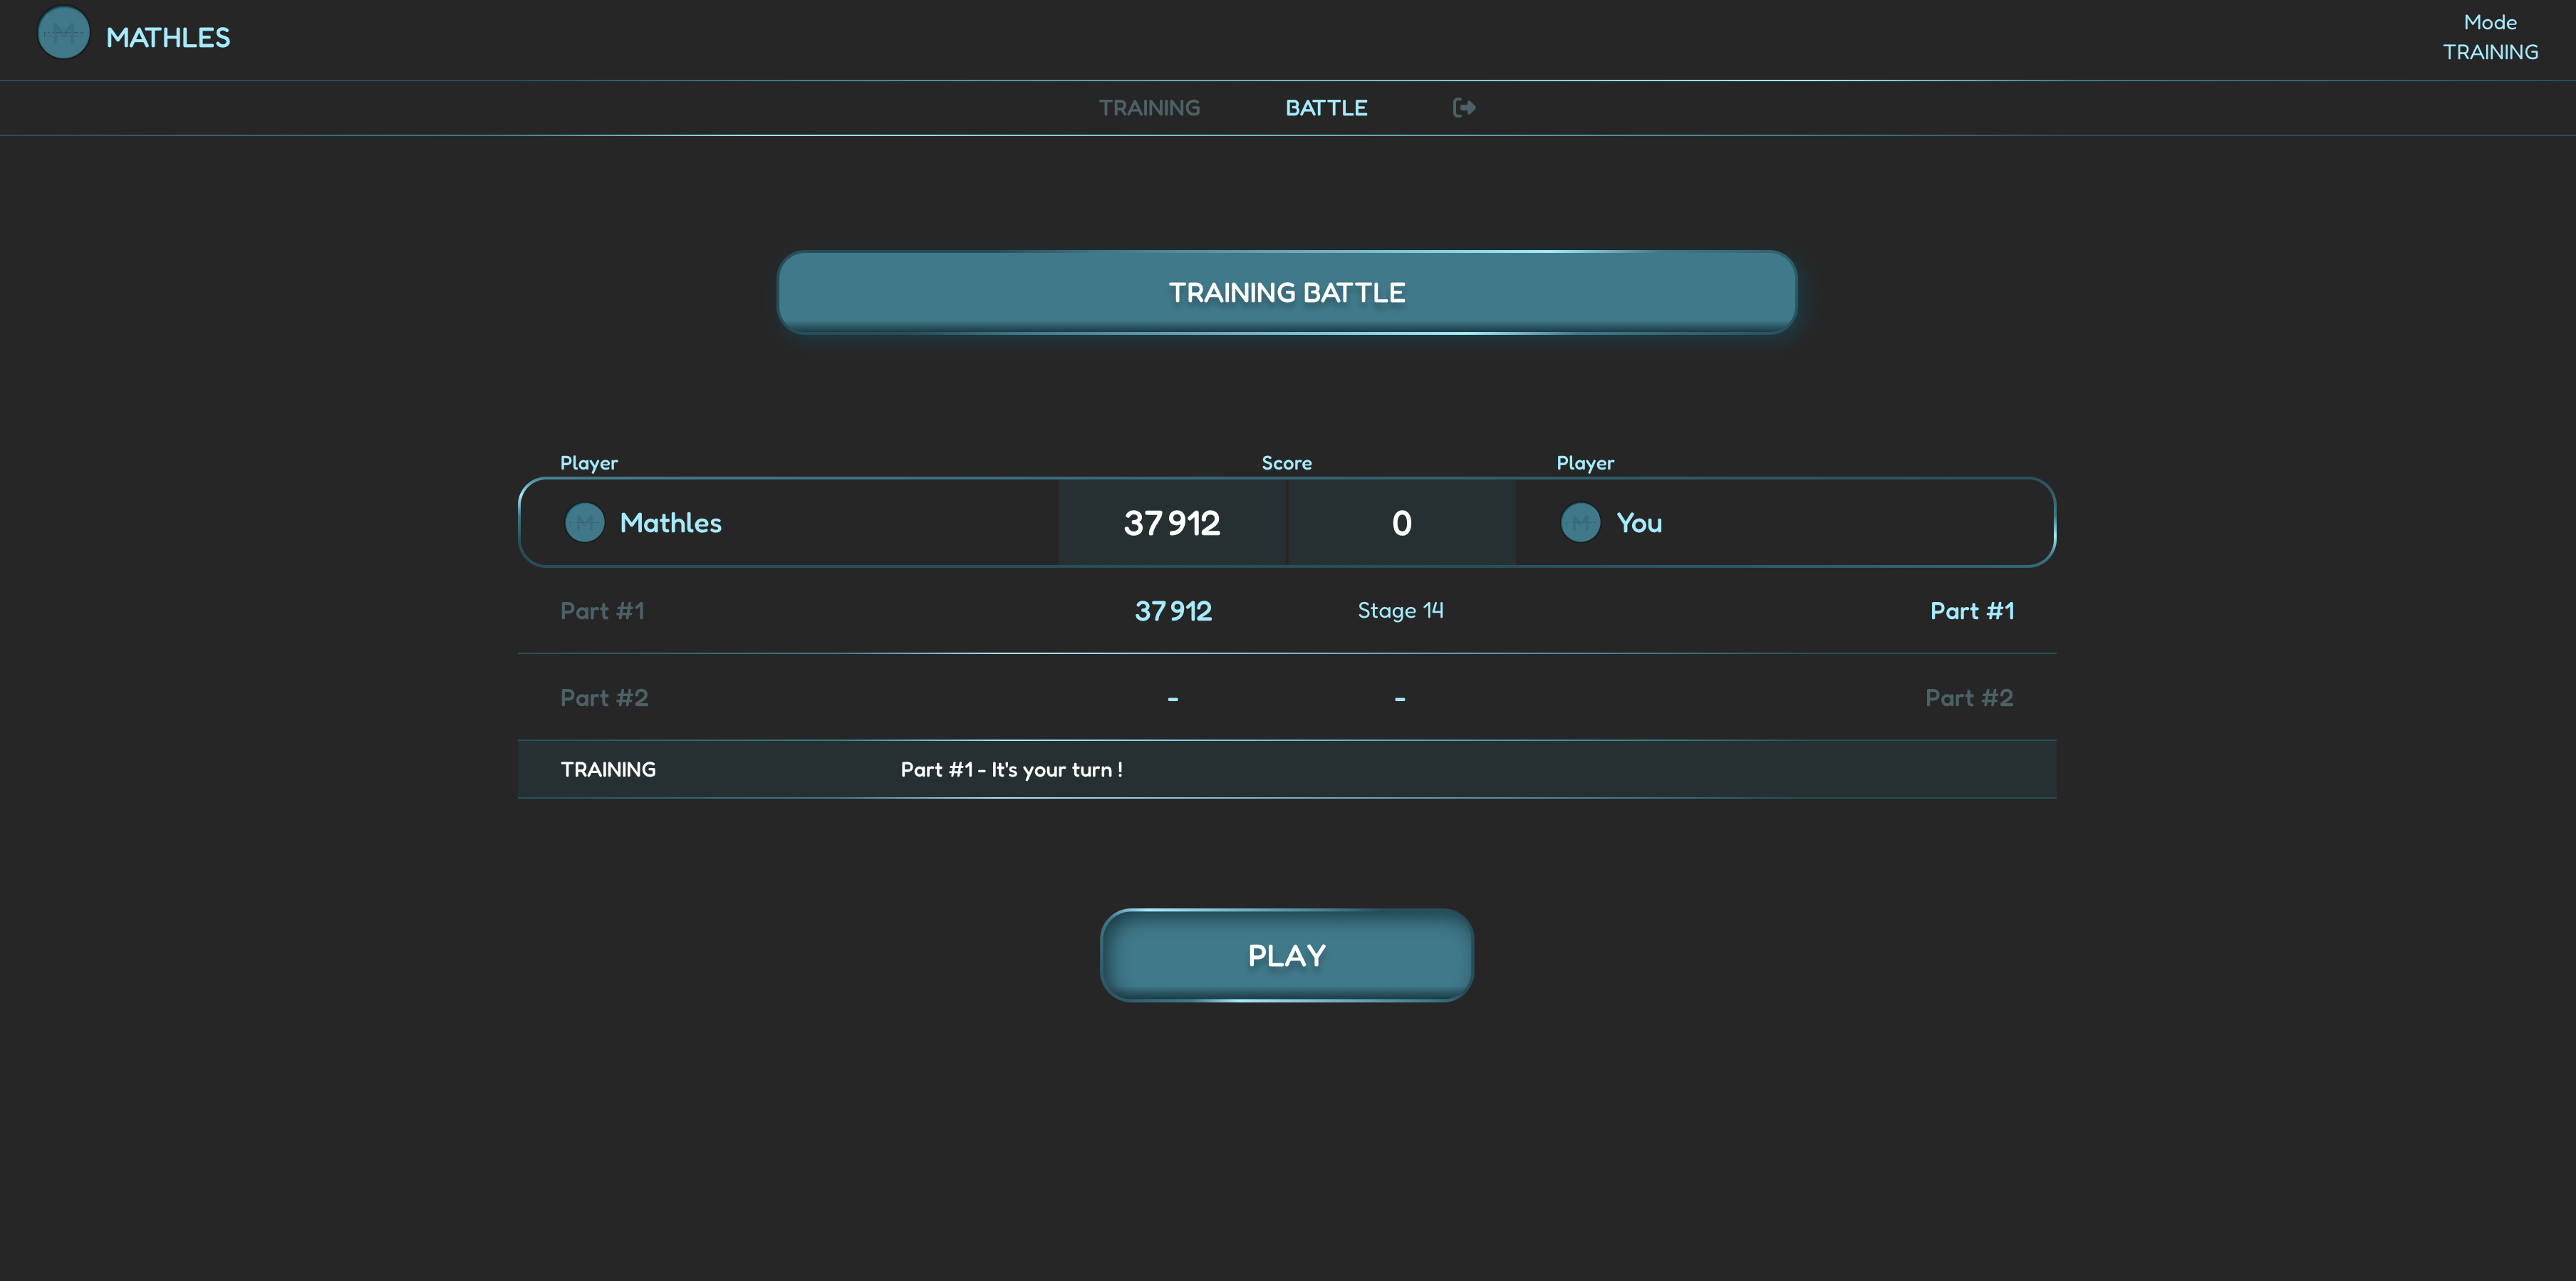 MATHLES
Mode
TRAINING
TRAINING BATTLE
TRAINING BATTLE
Player Score Player
Mathles 37 912 0 You
Part #1 37 912 Stage 14 Part #1
Part #2 - - Part #2
TRAINING Part #1 - It's your turn !
PLAY